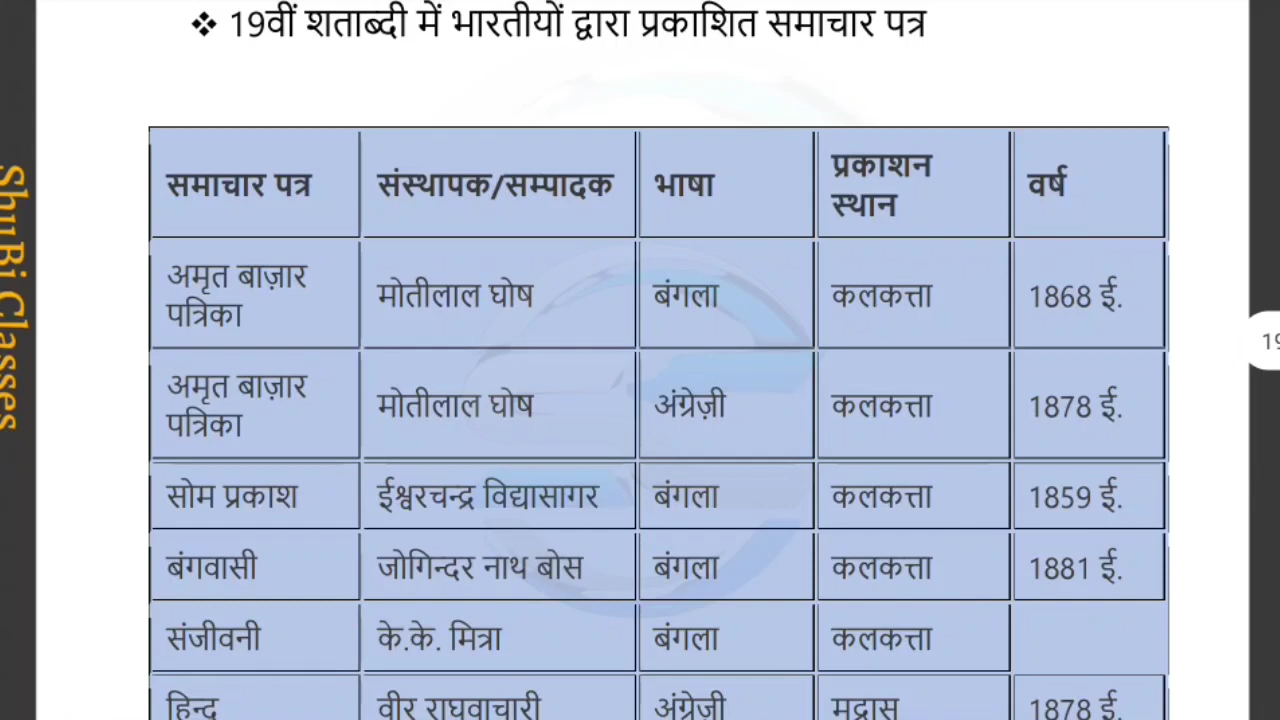 ❖ 19वीं शताब्दी में भारतीयों द्वारा प्रकाशित समाचार पत्र
समाचार पत्र संस्थापक/सम्पादक भाषा प्रकाशन स्थान वर्ष
अमृत बाज़ार पत्रिका मोतीलाल घोष बंगला कलकत्ता 1868 ई.
अमृत बाज़ार पत्रिका मोतीलाल घोष अंग्रेज़ी कलकत्ता 1878 ई.
सोम प्रकाश ईश्वरचन्द्र विद्यासागर बंगला कलकत्ता 1859 ई.
बंगवासी जोगिन्दर नाथ बोस बंगला कलकत्ता 1881 ई.
संजीवनी के.के. मित्रा बंगला कलकत्ता
हिन्दू वीर राघवाचारी अंग्रेज़ी मद्रास 1878 ई.
ShuBi Classes
19